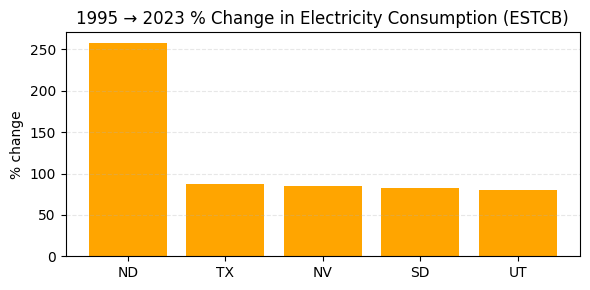 1995 → 2023 % Change in Electricity Consumption (ESTCB)
% change
250
200
150
100
50
0
ND TX NV SD UT